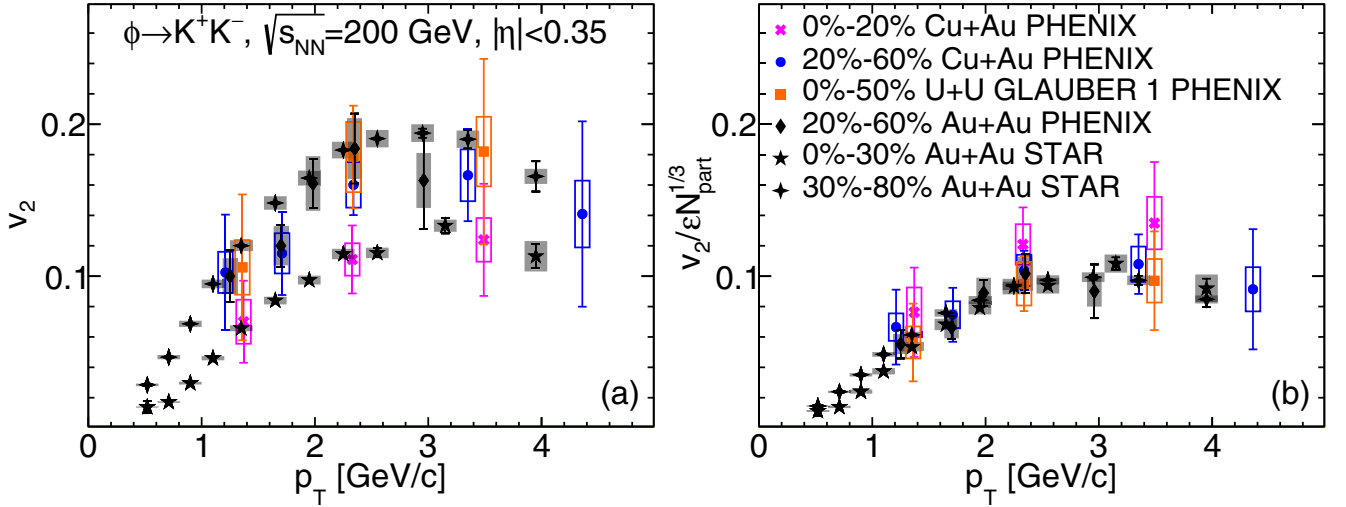 ϕ→K⁺K⁻, √s_NN=200 GeV, |η|<0.35
v₂
0.2
0.1
(a)
0 1 2 3 4
p_T [GeV/c]
0%-20% Cu+Au PHENIX
20%-60% Cu+Au PHENIX
0%-50% U+U GLAUBER 1 PHENIX
20%-60% Au+Au PHENIX
0%-30% Au+Au STAR
30%-80% Au+Au STAR
v₂/εN_part^1/3
0.2
0.1
(b)
0 1 2 3 4
p_T [GeV/c]